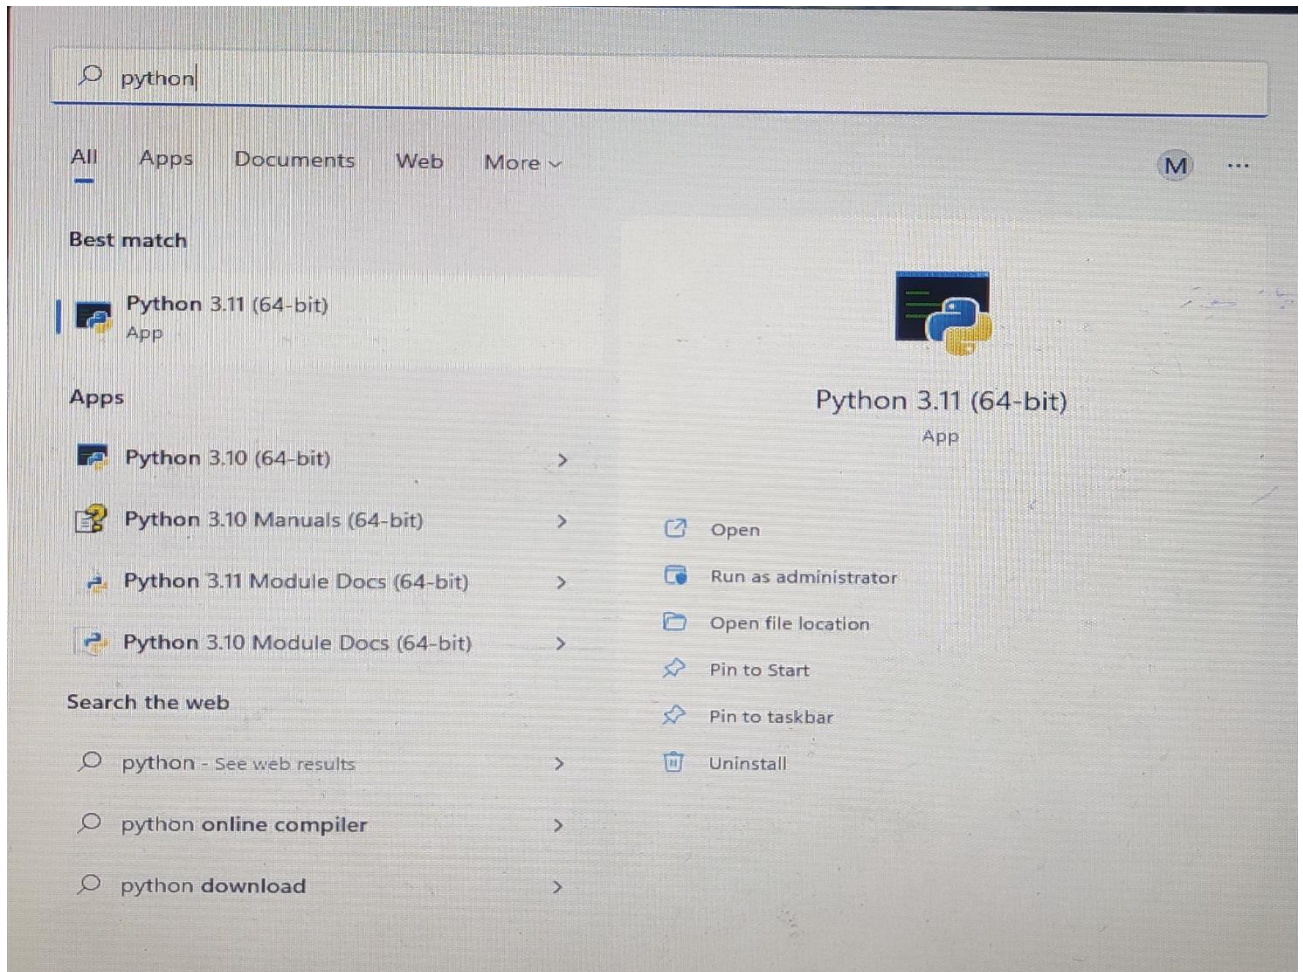 python
All Apps Documents Web More
M ...
Best match
Python 3.11 (64-bit)
App
Apps
Python 3.10 (64-bit)
Python 3.10 Manuals (64-bit)
Python 3.11 Module Docs (64-bit)
Python 3.10 Module Docs (64-bit)
Search the web
python - See web results
python online compiler
python download
Python 3.11 (64-bit)
App
Open
Run as administrator
Open file location
Pin to Start
Pin to taskbar
Uninstall